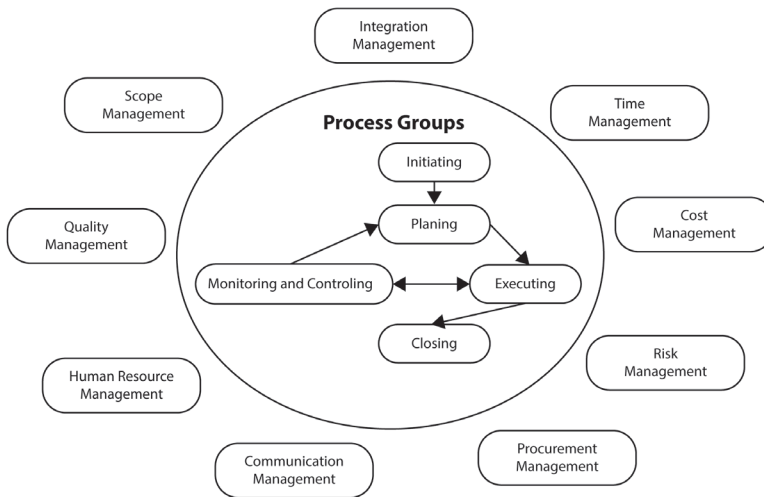 Integration
Management
Scope
Management
Time
Management
Process Groups
Initiating
Planing
Quality
Management
Cost
Management
Monitoring and Controling
Executing
Closing
Human Resource
Management
Risk
Management
Communication
Management
Procurement
Management